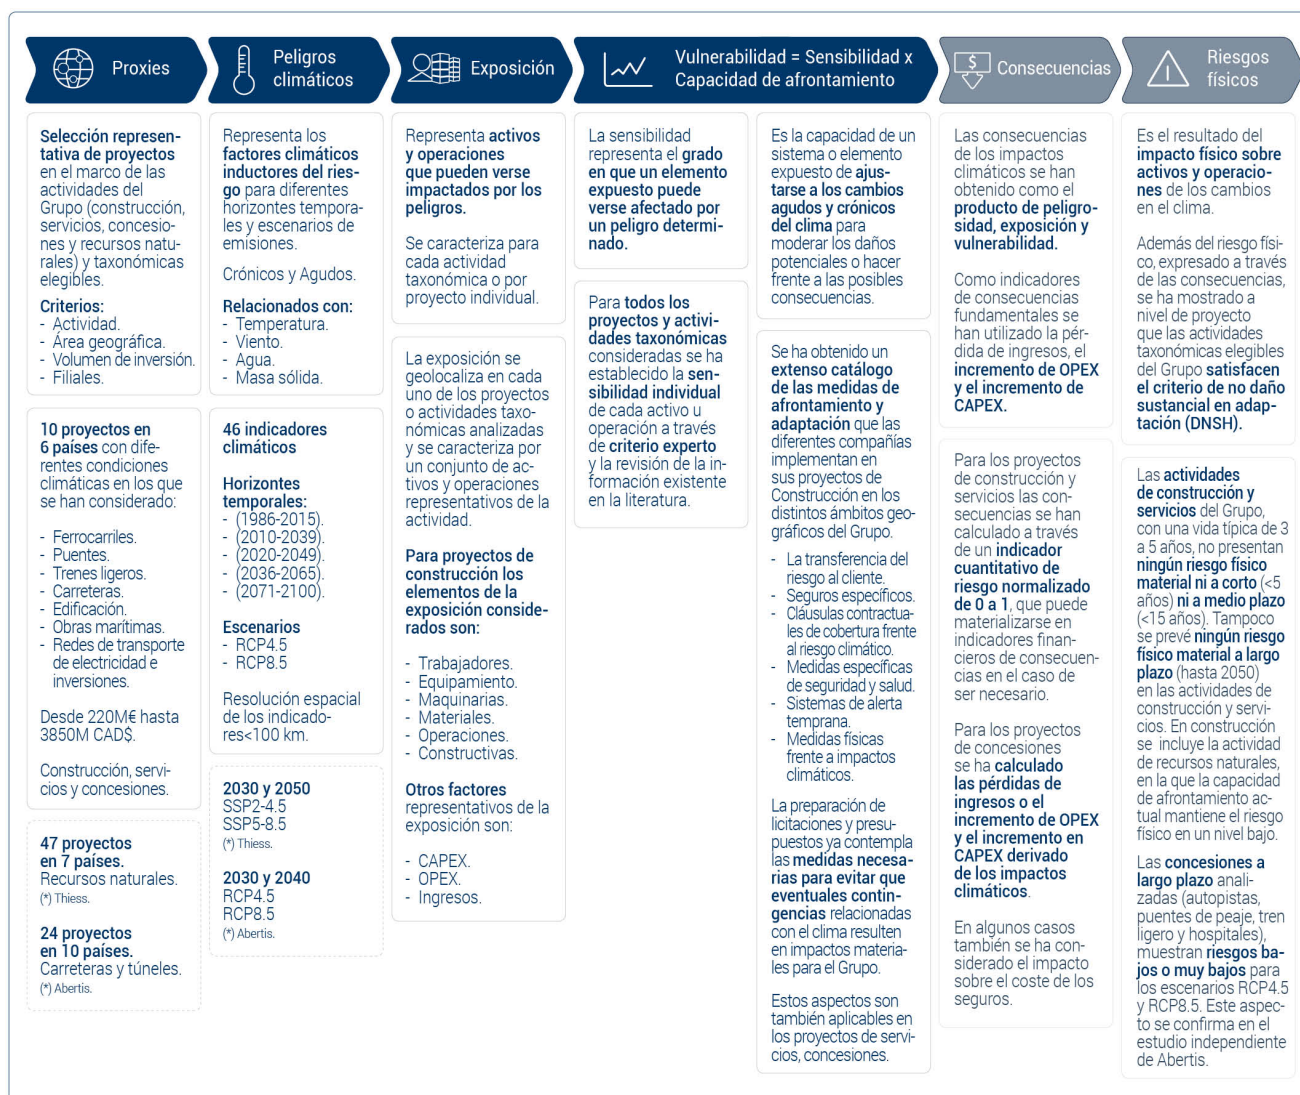 Proxies
Selección represen-
tativa de proyectos
en el marco de las
actividades del
Grupo (construcción,
servicios, concesio-
nes y recursos natu-
rales) y taxonómicas
elegibles.
Criterios:
- Actividad.
- Área geográfica.
- Volumen de inversión.
- Filiales.
10 proyectos en
6 países con dife-
rentes condiciones
climáticas en los que
se han considerado:
- Ferrocarriles.
- Puentes.
- Trenes ligeros.
- Carreteras.
- Edificación.
- Obras marítimas.
- Redes de transporte
de electricidad e
inversiones.
Desde 220M€ hasta
3850M CAD$.
Construcción, servi-
cios y concesiones.
47 proyectos
en 7 países.
Recursos naturales.
(*) Thiess.
24 proyectos
en 10 países.
Carreteras y túneles.
(*) Abertis.
Peligros
climáticos
Representa los
factores climáticos
inductores del ries-
go para diferentes
horizontes tempora-
les y escenarios de
emisiones.
Crónicos y Agudos.
Relacionados con:
- Temperatura.
- Viento.
- Agua.
- Masa sólida.
46 indicadores
climáticos
Horizontes
temporales:
- (1986-2015).
- (2010-2039).
- (2020-2049).
- (2036-2065).
- (2071-2100).
Escenarios
- RCP4.5
- RCP8.5
Resolución espacial
de los indicado-
res<100 km.
2030 y 2050
SSP2-4.5
SSP5-8.5
(*) Thiess.
2030 y 2040
RCP4.5
RCP8.5
(*) Abertis.
Exposición
Representa activos
y operaciones
que pueden verse
impactados por los
peligros.
Se caracteriza para
cada actividad
taxonómica o por
proyecto individual.
La exposición se
geolocaliza en cada
uno de los proyectos
o actividades taxo-
nómicas analizadas
y se caracteriza por
un conjunto de ac-
tivos y operaciones
representativos de la
actividad.
Para proyectos de
construcción los
elementos de la
exposición conside-
rados son:
- Trabajadores.
- Equipamiento.
- Maquinarias.
- Materiales.
- Operaciones.
- Constructivas.
Otros factores
representativos de la
exposición son:
- CAPEX.
- OPEX.
- Ingresos.
Vulnerabilidad = Sensibilidad x
Capacidad de afrontamiento
La sensibilidad
representa el grado
en que un elemento
expuesto puede
verse afectado por
un peligro determi-
nado.
Para todos los
proyectos y activi-
dades taxonómicas
consideradas se ha
establecido la sen-
sibilidad individual
de cada activo u
operación a través
de criterio experto
y la revisión de la in-
formación existente
en la literatura.
Es la capacidad de un
sistema o elemento
expuesto de ajus-
tarse a los cambios
agudos y crónicos
del clima para
moderar los daños
potenciales o hacer
frente a las posibles
consecuencias.
Se ha obtenido un
extenso catálogo
de las medidas de
afrontamiento y
adaptación que las
diferentes compañías
implementan en
sus proyectos de
Construcción en los
distintos ámbitos geo-
gráficos del Grupo.
- La transferencia del
riesgo al cliente.
- Seguros específicos.
- Cláusulas contractua-
les de cobertura frente
al riesgo climático.
- Medidas específicas
de seguridad y salud.
- Sistemas de alerta
temprana.
- Medidas físicas
frente a impactos
climáticos.
La preparación de
licitaciones y presu-
puestos ya contempla
las medidas necesa-
rias para evitar que
eventuales contin-
gencias relacionadas
con el clima resulten
en impactos materia-
les para el Grupo.
Estos aspectos son
también aplicables en
los proyectos de servi-
cios, concesiones.
$
Consecuencias
Las consecuencias
de los impactos
climáticos se han
obtenido como el
producto de peligro-
sidad, exposición y
vulnerabilidad.
Como indicadores
de consecuencias
fundamentales se
han utilizado la pér-
dida de ingresos, el
incremento de OPEX
y el incremento de
CAPEX.
Para los proyectos
de construcción y
servicios las con-
secuencias se han
calculado a través
de un indicador
cuantitativo de
riesgo normalizado
de 0 a 1, que puede
materializarse en
indicadores finan-
cieros de consecuen-
cias en el caso de
ser necesario.
Para los proyectos
de concesiones
se ha calculado
las pérdidas de
ingresos o el
incremento de OPEX
y el incremento en
CAPEX derivado
de los impactos
climáticos.
En algunos casos
también se ha con-
siderado el impacto
sobre el coste de los
seguros.
Riesgos
físicos
Es el resultado del
impacto físico sobre
activos y operacio-
nes de los cambios
en el clima.
Además del riesgo físi-
co, expresado a través
de las consecuencias,
se ha mostrado a
nivel de proyecto
que las actividades
taxonómicas elegibles
del Grupo satisfacen
el criterio de no daño
sustancial en adap-
tación (DNSH).
Las actividades
de construcción y
servicios del Grupo,
con una vida típica de 3
a 5 años, no presentan
ningún riesgo físico
material ni a corto (<5
años) ni a medio plazo
(<15 años). Tampoco
se prevé ningún riesgo
físico material a largo
plazo (hasta 2050)
en las actividades de
construcción y servi-
cios. En construcción
se incluye la actividad
de recursos naturales,
en la que la capacidad
de afrontamiento ac-
tual mantiene el riesgo
físico en un nivel bajo.
Las concesiones a
largo plazo anali-
zadas (autopistas,
puentes de peaje, tren
ligero y hospitales),
muestran riesgos ba-
jos o muy bajos para
los escenarios RCP4.5
y RCP8.5. Este aspec-
to se confirma en el
estudio independiente
de Abertis.